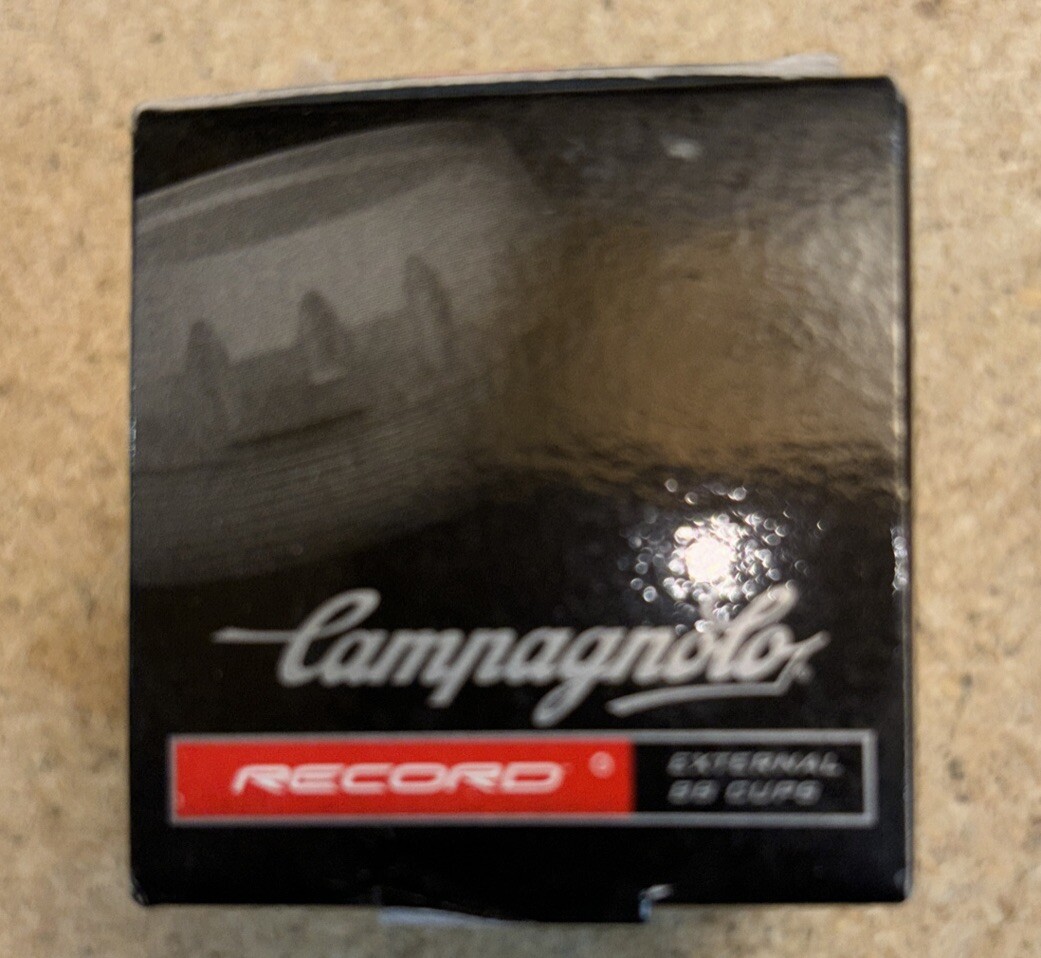 Campagnolo
RECORD ®
EXTERNAL
BB CUPS